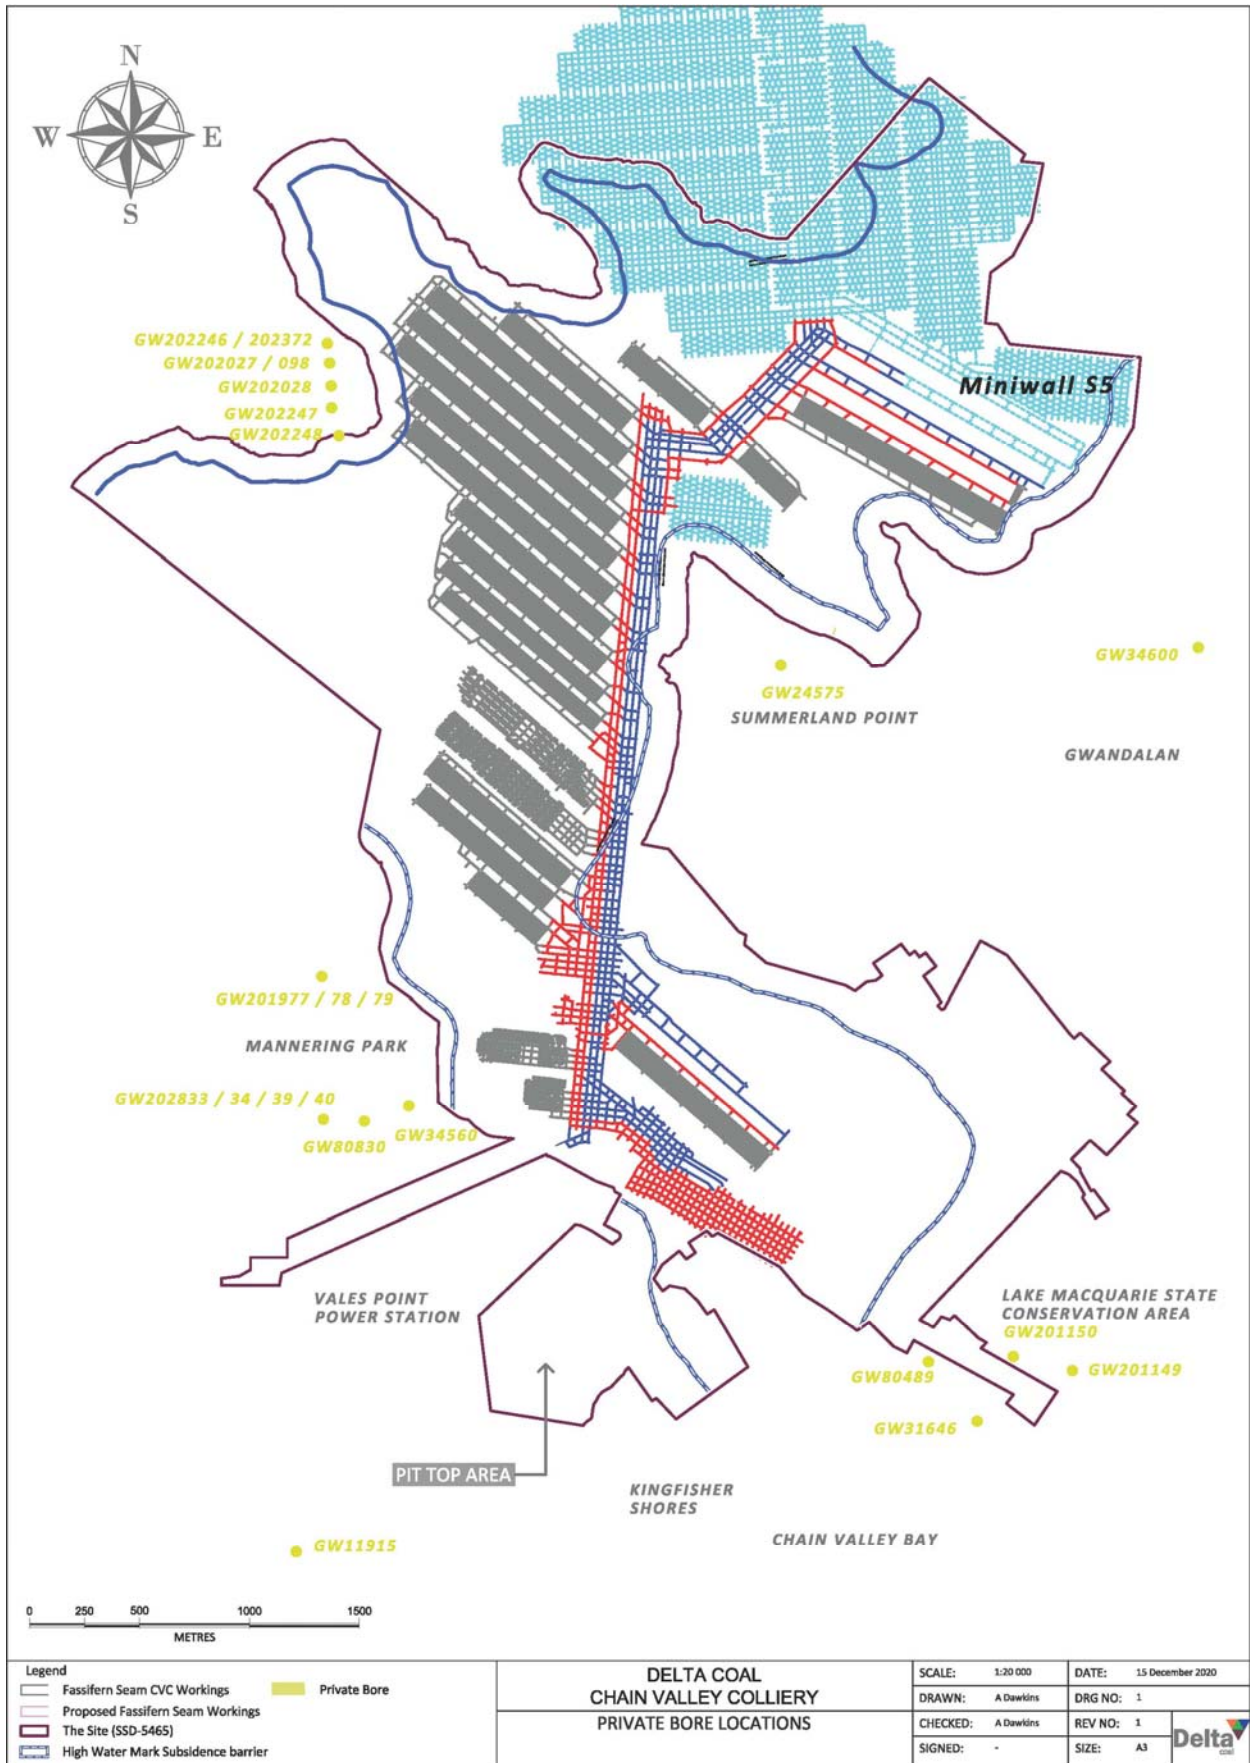 N
W
E
S
GW202246 / 202372
GW202027 / 098
GW202028
GW202247
GW202248
Miniwall S5
GW34600
GW24575
SUMMERLAND POINT
GWANDALAN
GW201977 / 78 / 79
MANNERING PARK
GW202833 / 34 / 39 / 40
GW80830
GW34560
VALES POINT
POWER STATION
LAKE MACQUARIE STATE
CONSERVATION AREA
GW201150
GW80489
GW201149
GW31646
PIT TOP AREA
KINGFISHER
SHORES
CHAIN VALLEY BAY
GW11915
0 250 500 1000 1500
METRES
Legend
Fassifern Seam CVC Workings
Private Bore
Proposed Fassifern Seam Workings
The Site (SSD-5465)
High Water Mark Subsidence barrier
DELTA COAL
CHAIN VALLEY COLLIERY
PRIVATE BORE LOCATIONS
SCALE: 1:20 000
DATE: 15 December 2020
DRAWN: A Dawkins
DRG NO: 1
CHECKED: A Dawkins
REV NO: 1
SIGNED: -
SIZE: A3
Delta
coal